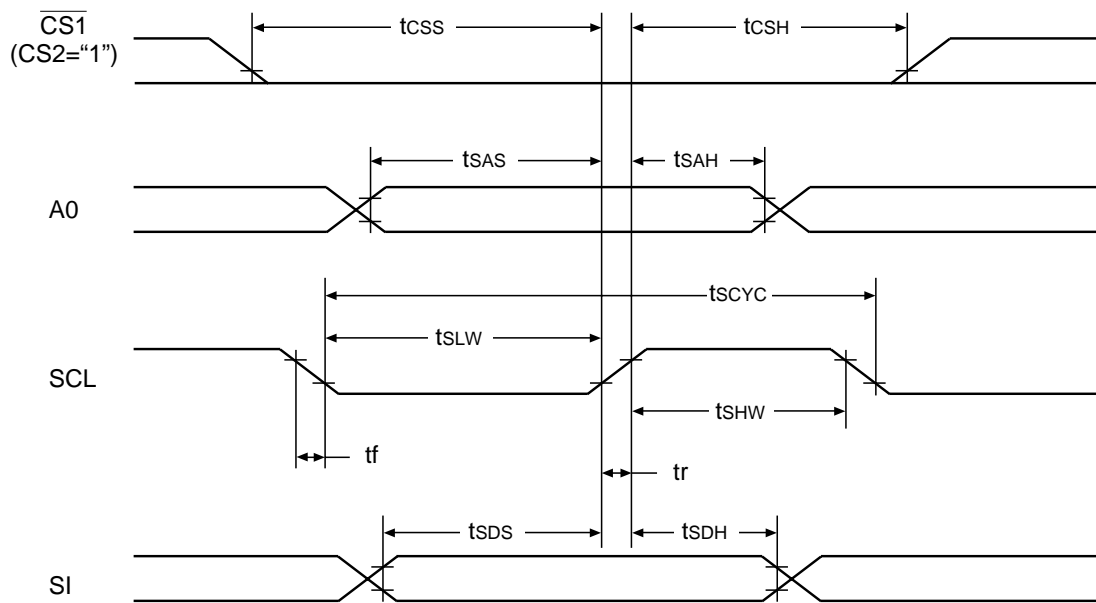 CS1 tCSS tCSH
(CS2=“1”)
tSAS tSAH
A0
tSCYC
tSLW
SCL
tSHW
tf
tr
tSDS tSDH
SI